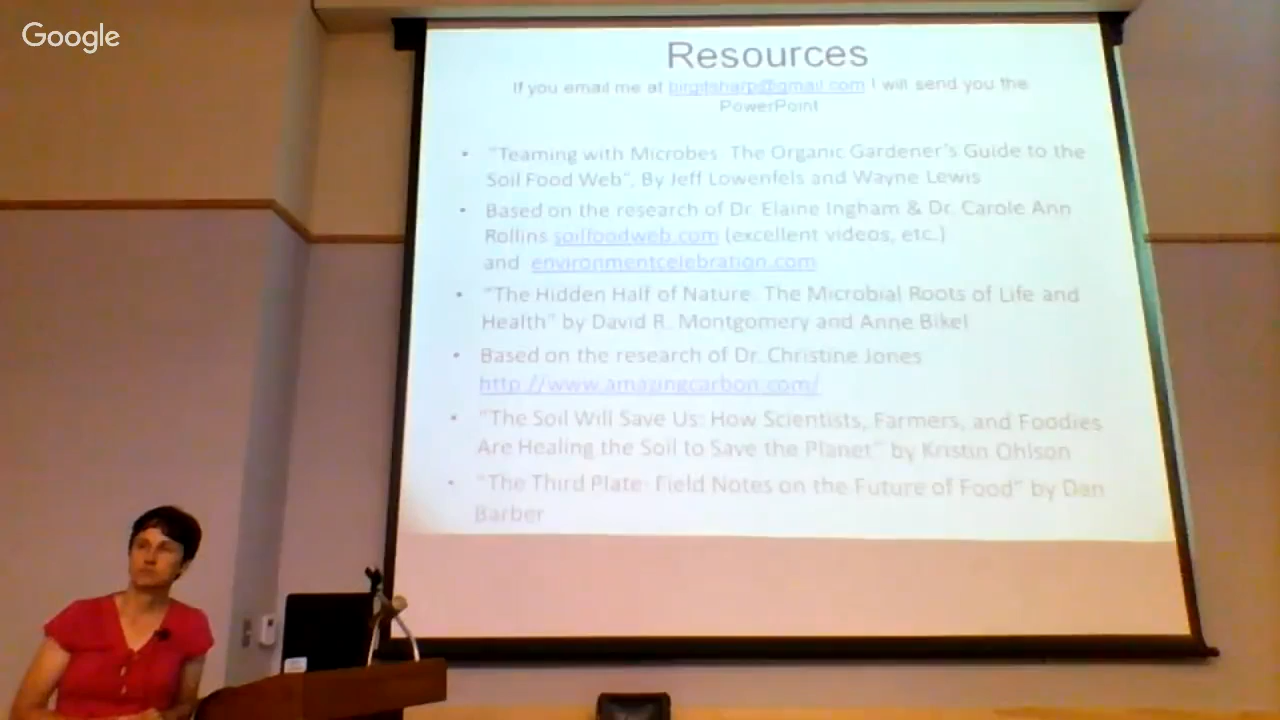 Google
Resources
If you email me at birgitsharp@gmail.com I will send you the
PowerPoint
• "Teaming with Microbes: The Organic Gardener's Guide to the
Soil Food Web", By Jeff Lowenfels and Wayne Lewis
• Based on the research of Dr. Elaine Ingham & Dr. Carole Ann
Rollins soilfoodweb.com (excellent videos, etc.)
and environmentcelebration.com
• "The Hidden Half of Nature: The Microbial Roots of Life and
Health" by David R. Montgomery and Anne Bikel
• Based on the research of Dr. Christine Jones
http://www.amazingcarbon.com/
• "The Soil Will Save Us: How Scientists, Farmers, and Foodies
Are Healing the Soil to Save the Planet" by Kristin Ohlson
• "The Third Plate: Field Notes on the Future of Food" by Dan
Barber